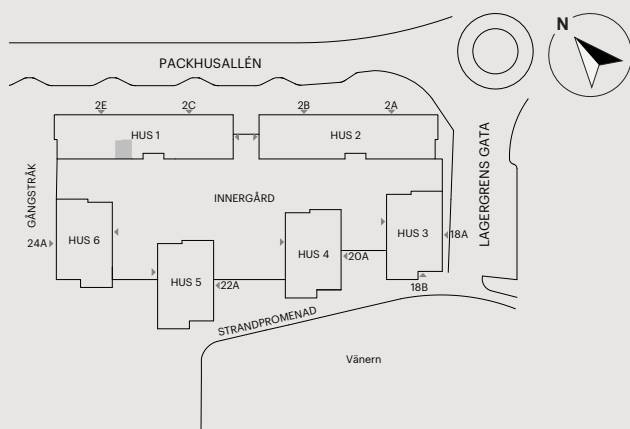 N
PACKHUSALLÉN
2E
2C
2B
2A
HUS 1
HUS 2
LAGERGRENS GATA
GÅNGSTRÅK
INNERGÅRD
24A
HUS 6
HUS 5
22A
HUS 4
20A
HUS 3
18A
18B
STRANDPROMENAD
Vänern